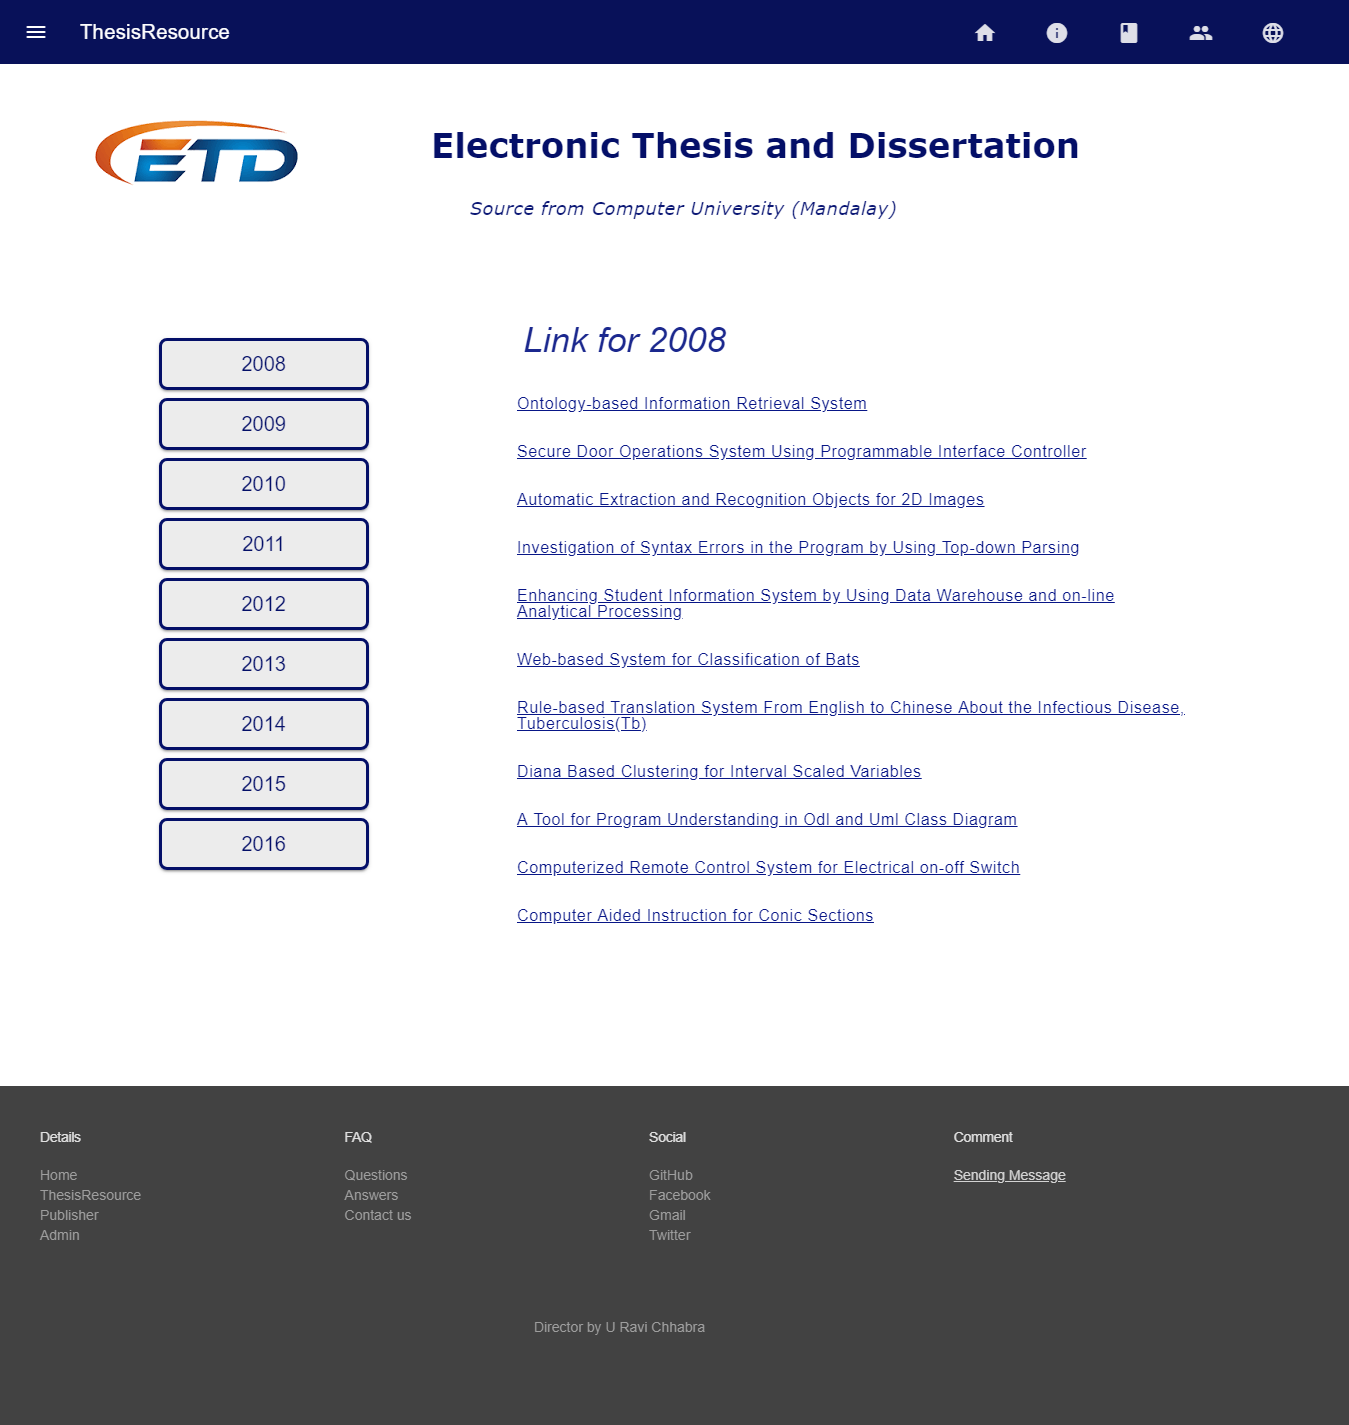 ThesisResource
ETD
Electronic Thesis and Dissertation
Source from Computer University (Mandalay)
2008
2009
2010
2011
2012
2013
2014
2015
2016
Link for 2008
Ontology-based Information Retrieval System
Secure Door Operations System Using Programmable Interface Controller
Automatic Extraction and Recognition Objects for 2D Images
Investigation of Syntax Errors in the Program by Using Top-down Parsing
Enhancing Student Information System by Using Data Warehouse and on-line
Analytical Processing
Web-based System for Classification of Bats
Rule-based Translation System From English to Chinese About the Infectious Disease,
Tuberculosis(Tb)
Diana Based Clustering for Interval Scaled Variables
A Tool for Program Understanding in Odl and Uml Class Diagram
Computerized Remote Control System for Electrical on-off Switch
Computer Aided Instruction for Conic Sections
Details
Home
ThesisResource
Publisher
Admin
FAQ
Questions
Answers
Contact us
Social
GitHub
Facebook
Gmail
Twitter
Comment
Sending Message
Director by U Ravi Chhabra